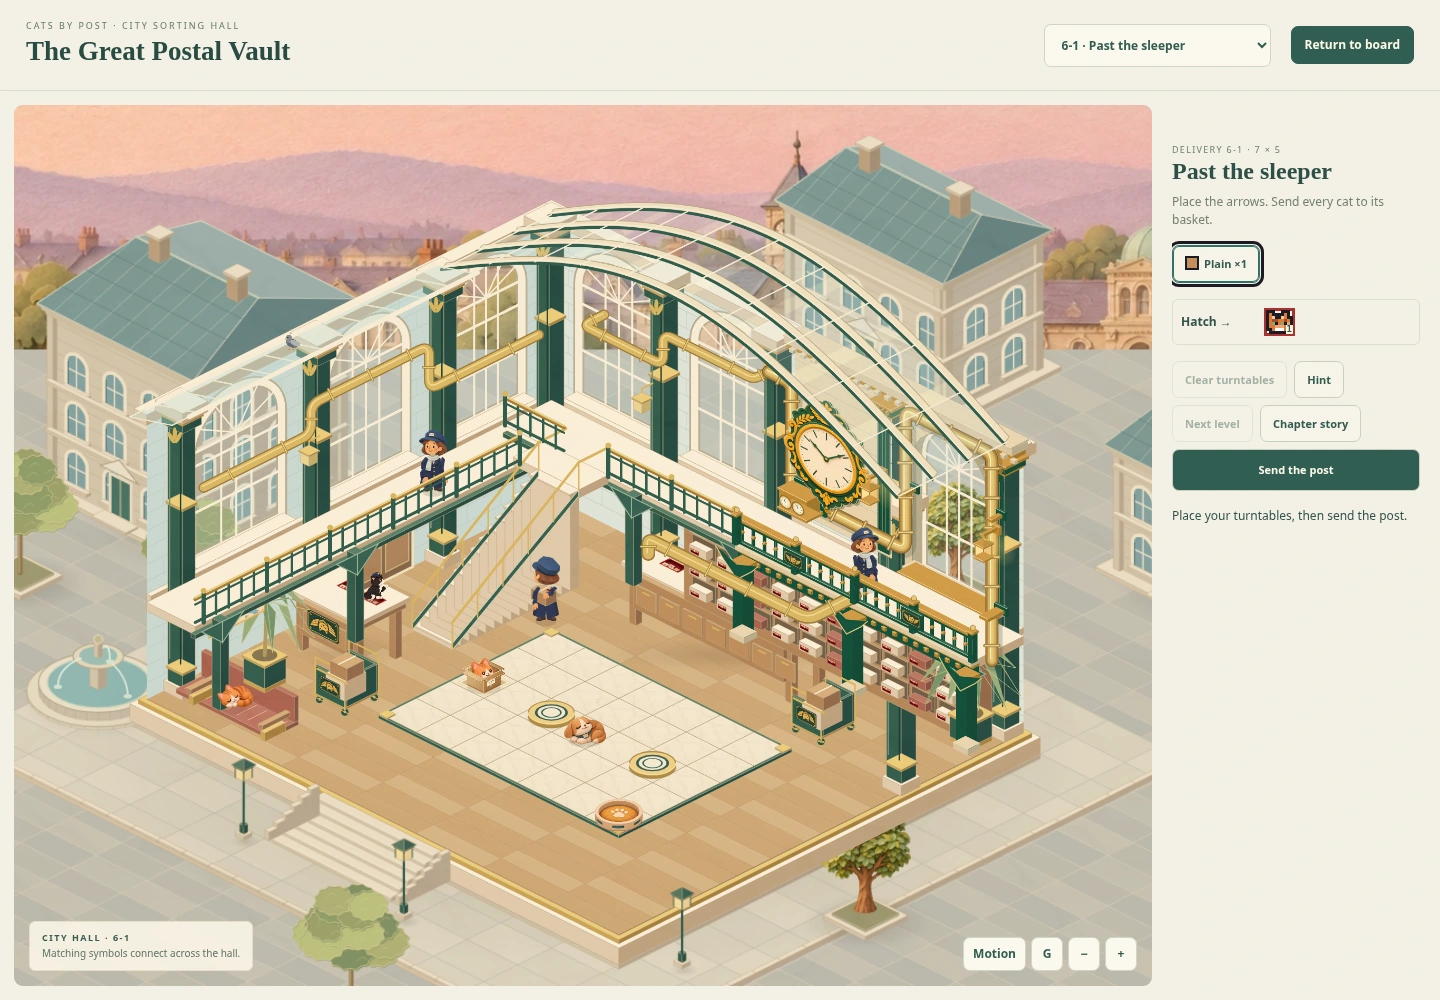 CATS BY POST · CITY SORTING HALL
The Great Postal Vault
6-1 · Past the sleeper
Return to board
DELIVERY 6-1 · 7 × 5
Past the sleeper
Place the arrows. Send every cat to its
basket.
Plain ×1
Hatch →
1
Clear turntables
Hint
Next level
Chapter story
Send the post
Place your turntables, then send the post.
CITY HALL · 6-1
Matching symbols connect across the hall.
Motion
G
−
+